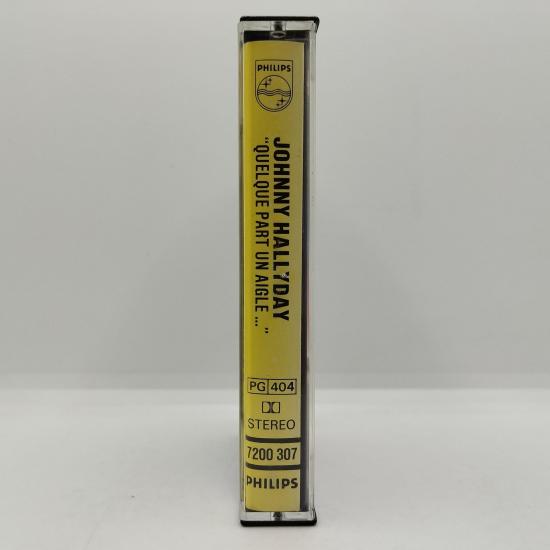 PHILIPS
JOHNNY HALLYDAY
"QUELQUE PART UN AIGLE ..."
PG 404
STEREO
7200 307
PHILIPS